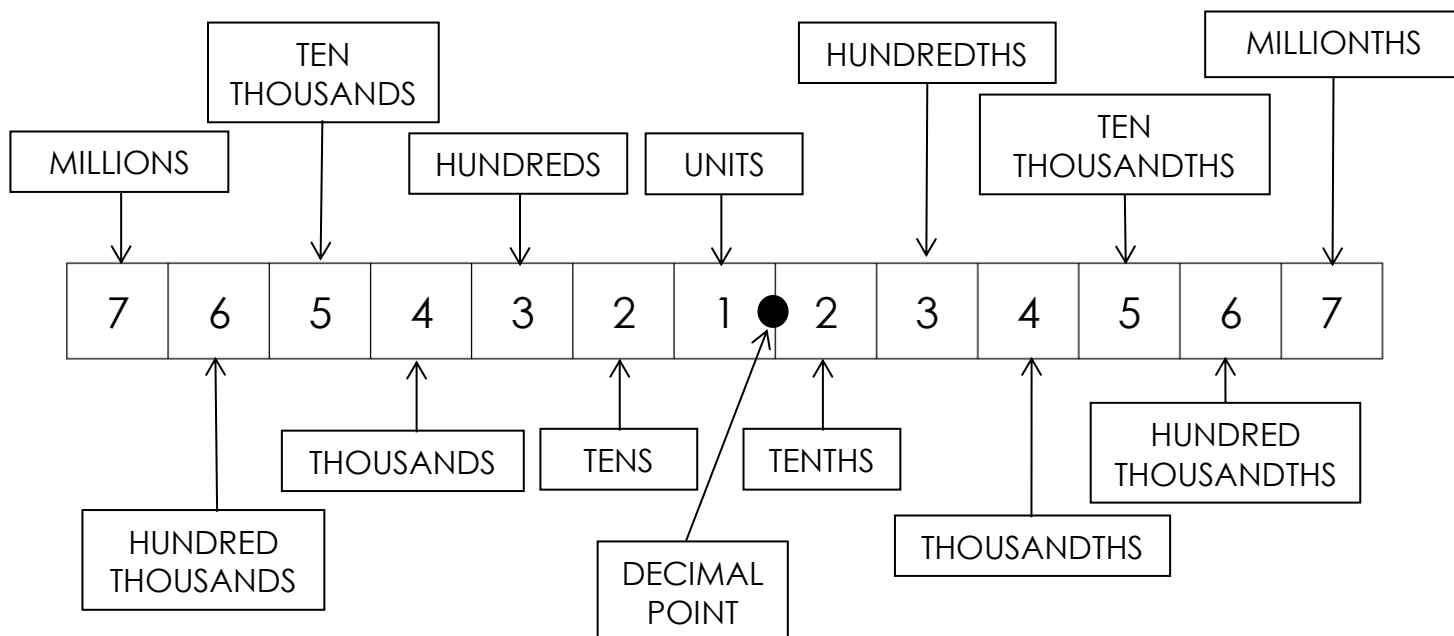 TEN
THOUSANDS
HUNDREDTHS
MILLIONTHS
MILLIONS
HUNDREDS
UNITS
TEN
THOUSANDTHS
7 6 5 4 3 2 1 2 3 4 5 6 7
THOUSANDS
TENS
TENTHS
HUNDRED
THOUSANDTHS
HUNDRED
THOUSANDS
DECIMAL
POINT
THOUSANDTHS